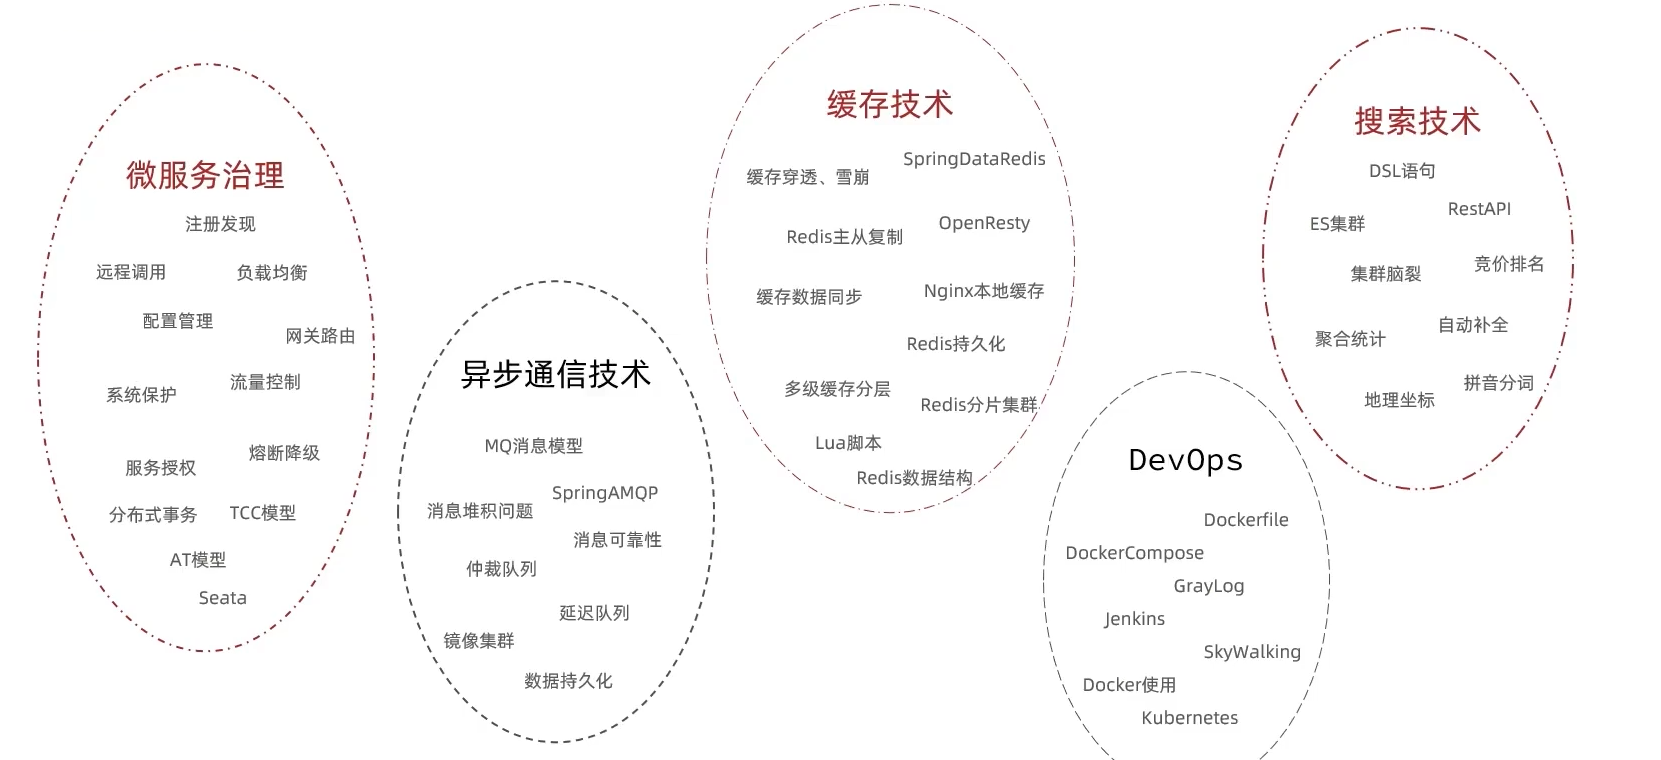 微服务治理
注册发现
远程调用
负载均衡
配置管理
网关路由
流量控制
系统保护
熔断降级
服务授权
分布式事务
TCC模型
AT模型
Seata
异步通信技术
MQ消息模型
SpringAMQP
消息堆积问题
消息可靠性
仲裁队列
延迟队列
镜像集群
数据持久化
缓存技术
SpringDataRedis
缓存穿透、雪崩
OpenResty
Redis主从复制
Nginx本地缓存
缓存数据同步
Redis持久化
多级缓存分层
Redis分片集群
Lua脚本
Redis数据结构
DevOps
Dockerfile
DockerCompose
GrayLog
Jenkins
SkyWalking
Docker使用
Kubernetes
搜索技术
DSL语句
RestAPI
ES集群
竞价排名
集群脑裂
自动补全
聚合统计
拼音分词
地理坐标